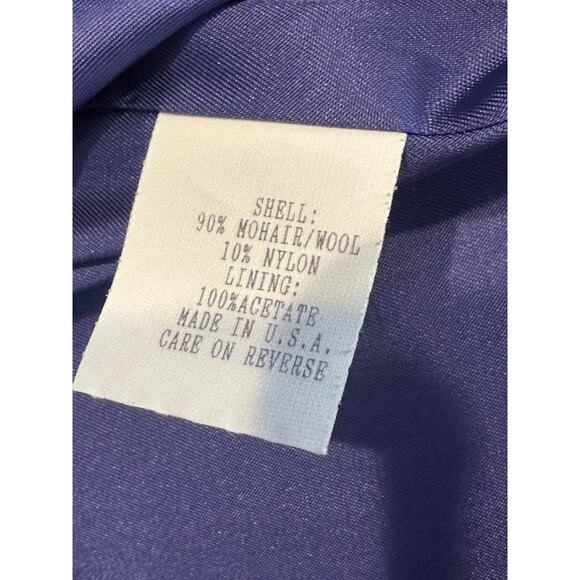 SHELL:
90% MOHAIR/WOOL
10% NYLON
LINING:
100%ACETATE
MADE IN U.S.A.
CARE ON REVERSE